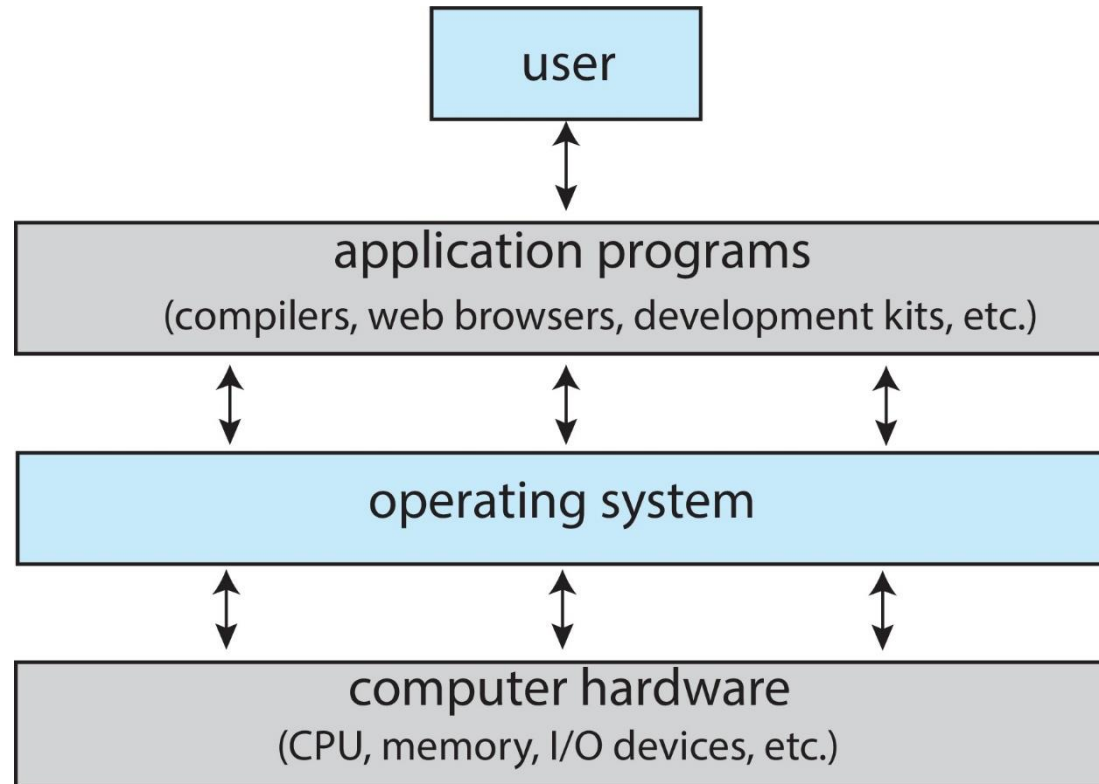 user
application programs
(compilers, web browsers, development kits, etc.)
operating system
computer hardware
(CPU, memory, I/O devices, etc.)